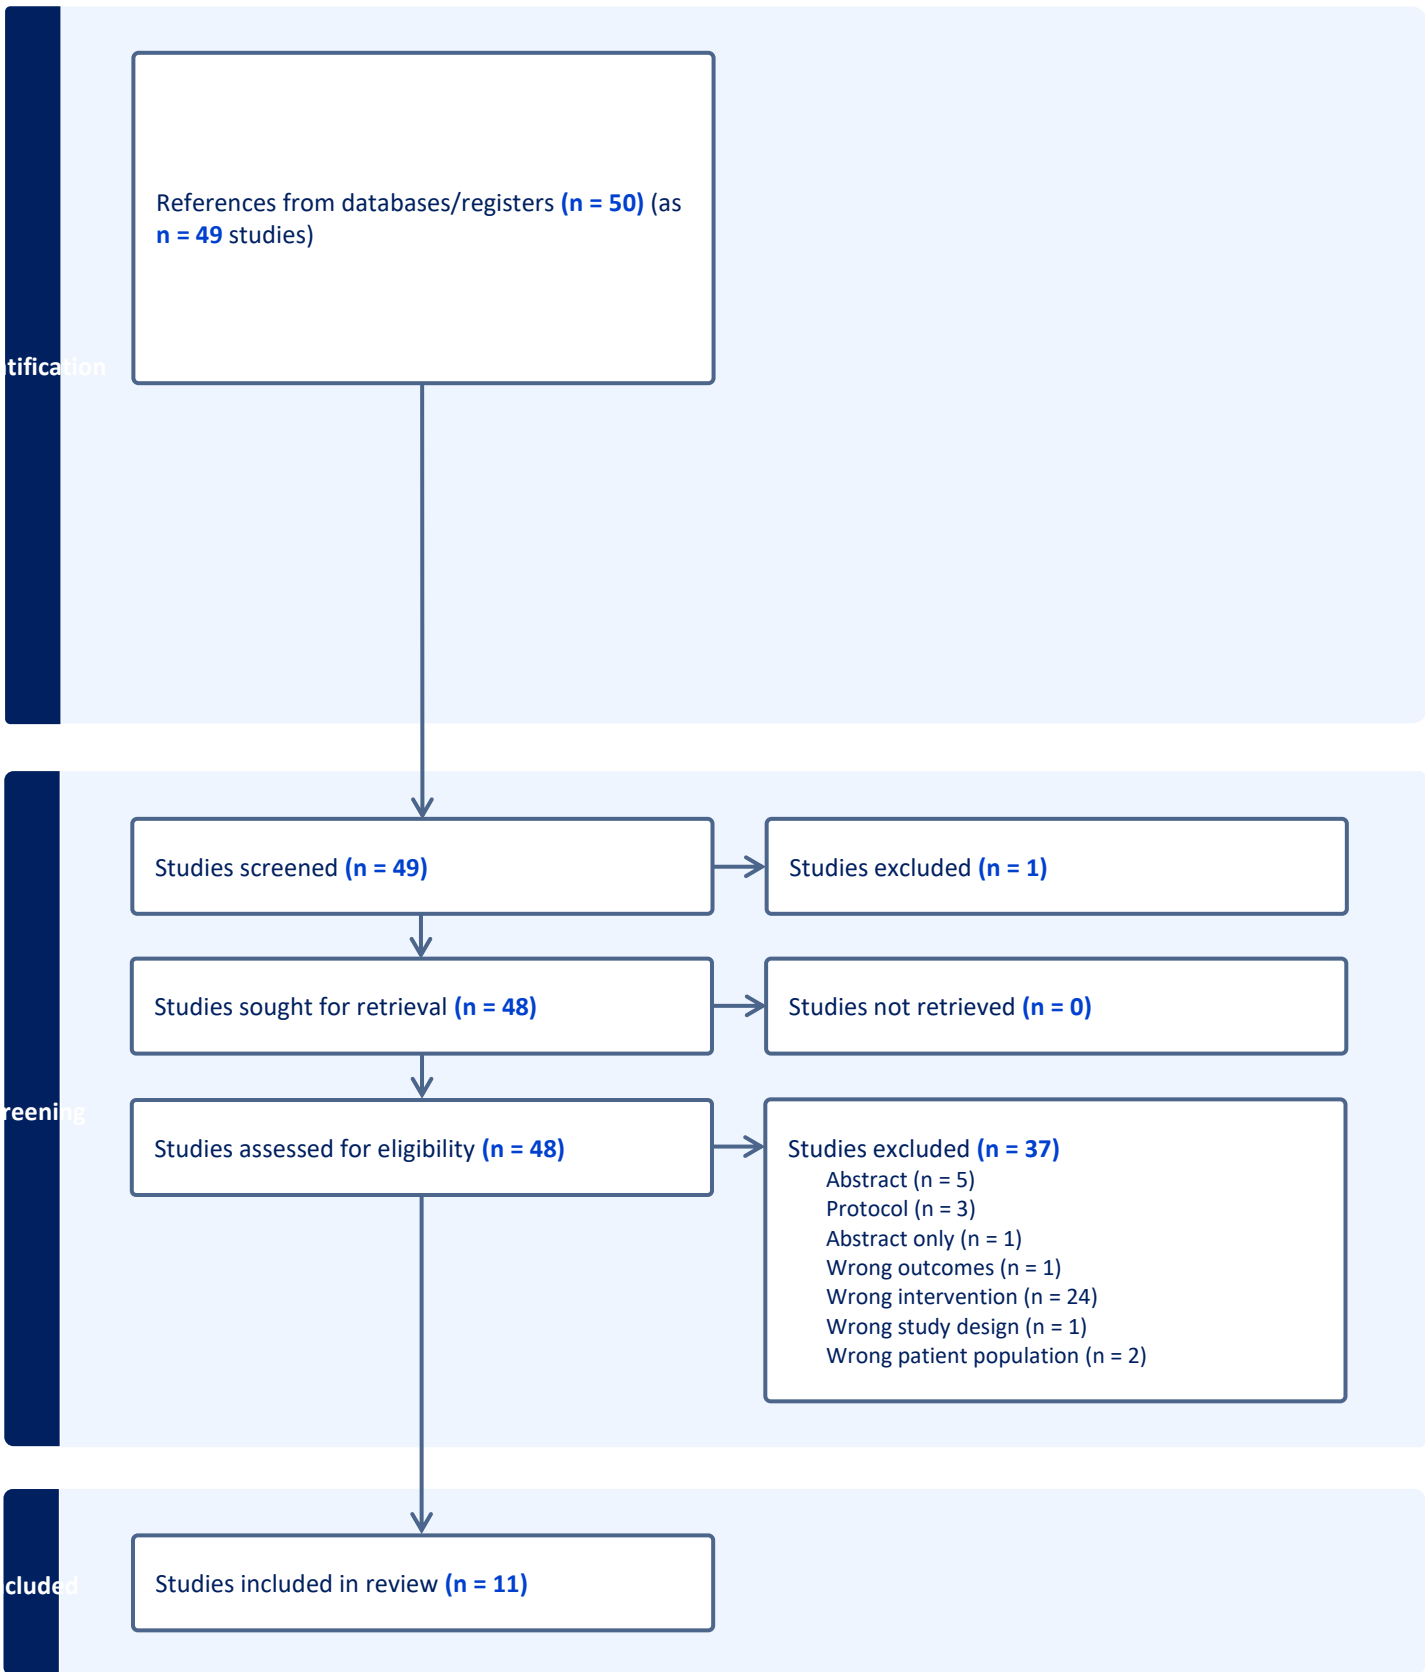 References from databases/registers (n = 50) (as
n = 49 studies)
tification
Studies screened (n = 49)
Studies excluded (n = 1)
Studies sought for retrieval (n = 48)
Studies not retrieved (n = 0)
reening
Studies assessed for eligibility (n = 48)
Studies excluded (n = 37)
Abstract (n = 5)
Protocol (n = 3)
Abstract only (n = 1)
Wrong outcomes (n = 1)
Wrong intervention (n = 24)
Wrong study design (n = 1)
Wrong patient population (n = 2)
cluded
Studies included in review (n = 11)